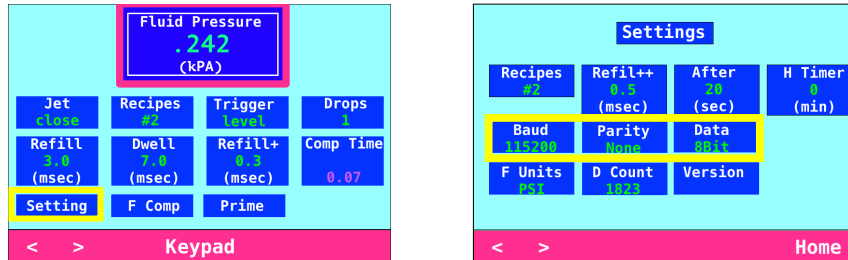 Fluid Pressure
.242
(kPA)
Jet Recipes Trigger Drops
close #2 level 1
Refill Dwell Refill+ Comp Time
3.0 7.0 0.3 0.07
(msec) (msec) (msec)
Setting F Comp Prime
< > Keypad
Settings
Recipes Refil++ After H Timer
#2 0.5 20 0
(msec) (sec) (min)
Baud Parity Data
115200 None 8Bit
F Units D Count Version
PSI 1823
< > Home